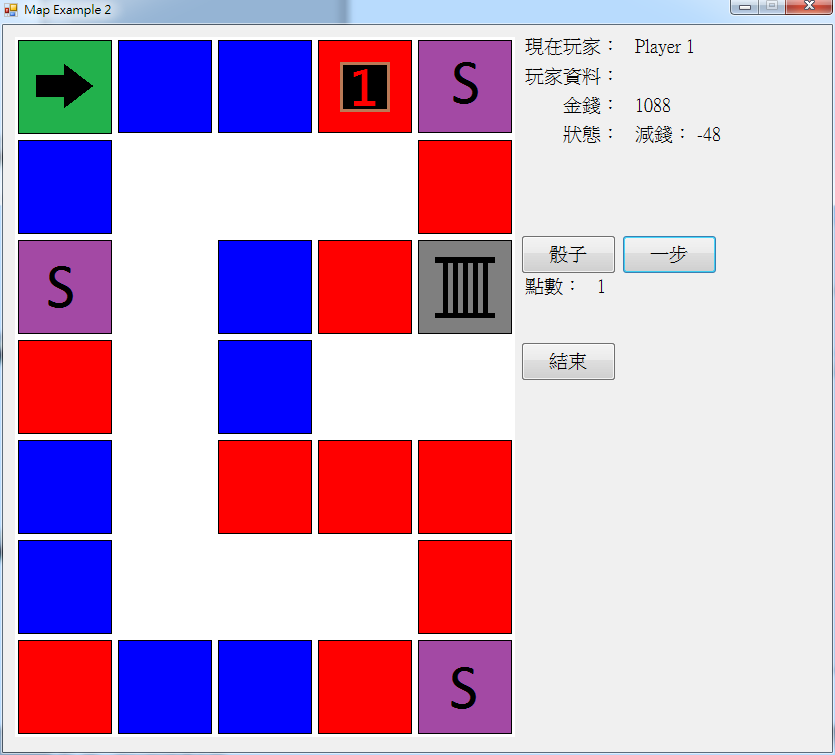 Map Example 2
1
S
S
S
現在玩家： Player 1
玩家資料：
金錢： 1088
狀態： 減錢： -48
骰子 一步
點數： 1
結束